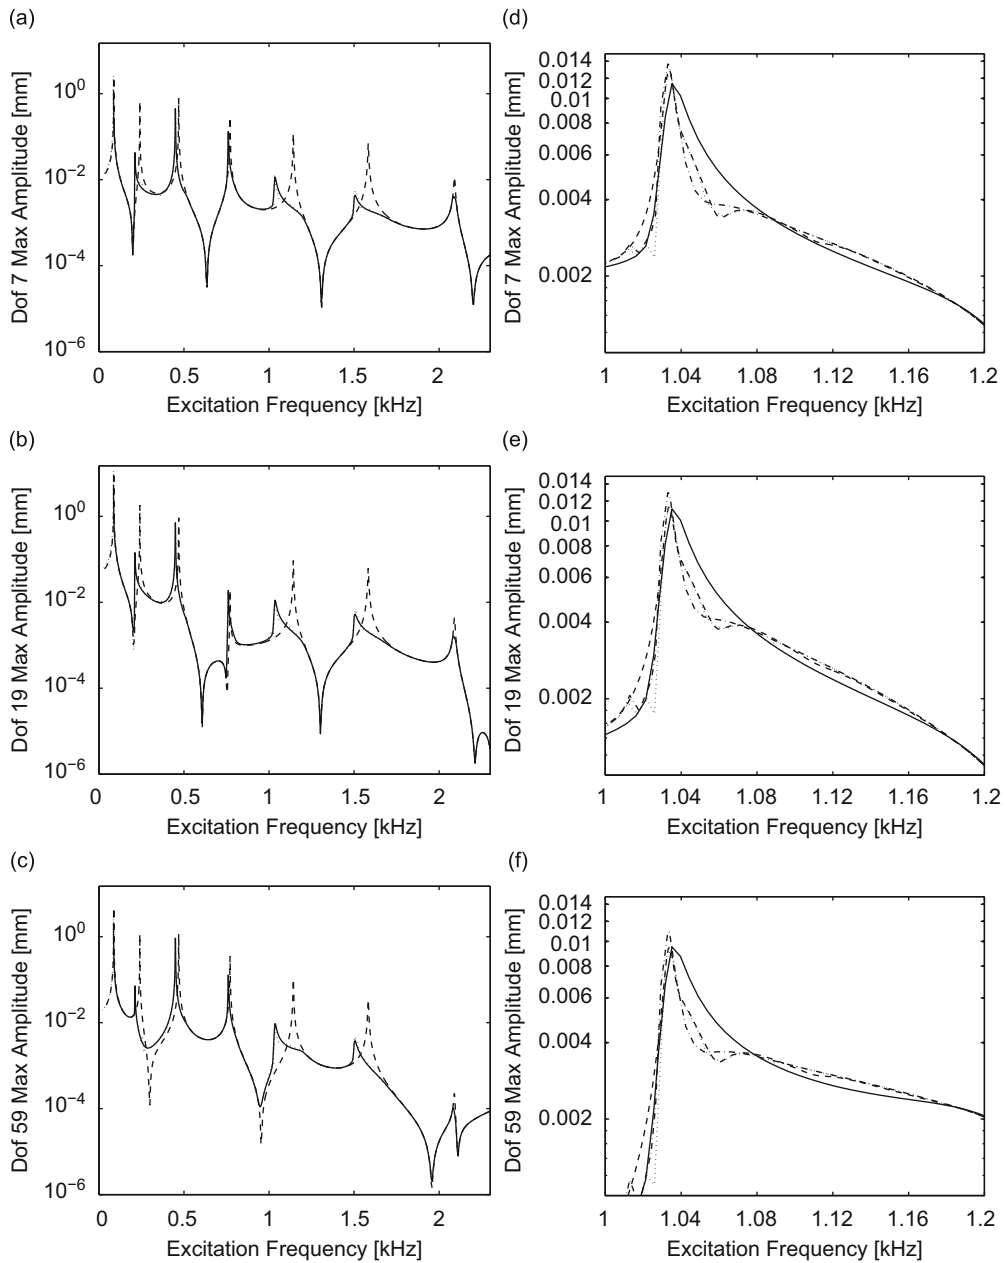 (a)
Dof 7 Max Amplitude [mm]
10⁰
10⁻²
10⁻⁴
10⁻⁶
0 0.5 1 1.5 2
Excitation Frequency [kHz]
(d)
Dof 7 Max Amplitude [mm]
0.014
0.012
0.01
0.008
0.006
0.004
0.002
1 1.04 1.08 1.12 1.16 1.2
Excitation Frequency [kHz]
(b)
Dof 19 Max Amplitude [mm]
10⁰
10⁻²
10⁻⁴
10⁻⁶
0 0.5 1 1.5 2
Excitation Frequency [kHz]
(e)
Dof 19 Max Amplitude [mm]
0.014
0.012
0.01
0.008
0.006
0.004
0.002
1 1.04 1.08 1.12 1.16 1.2
Excitation Frequency [kHz]
(c)
Dof 59 Max Amplitude [mm]
10⁰
10⁻²
10⁻⁴
10⁻⁶
0 0.5 1 1.5 2
Excitation Frequency [kHz]
(f)
Dof 59 Max Amplitude [mm]
0.014
0.012
0.01
0.008
0.006
0.004
0.002
1 1.04 1.08 1.12 1.16 1.2
Excitation Frequency [kHz]